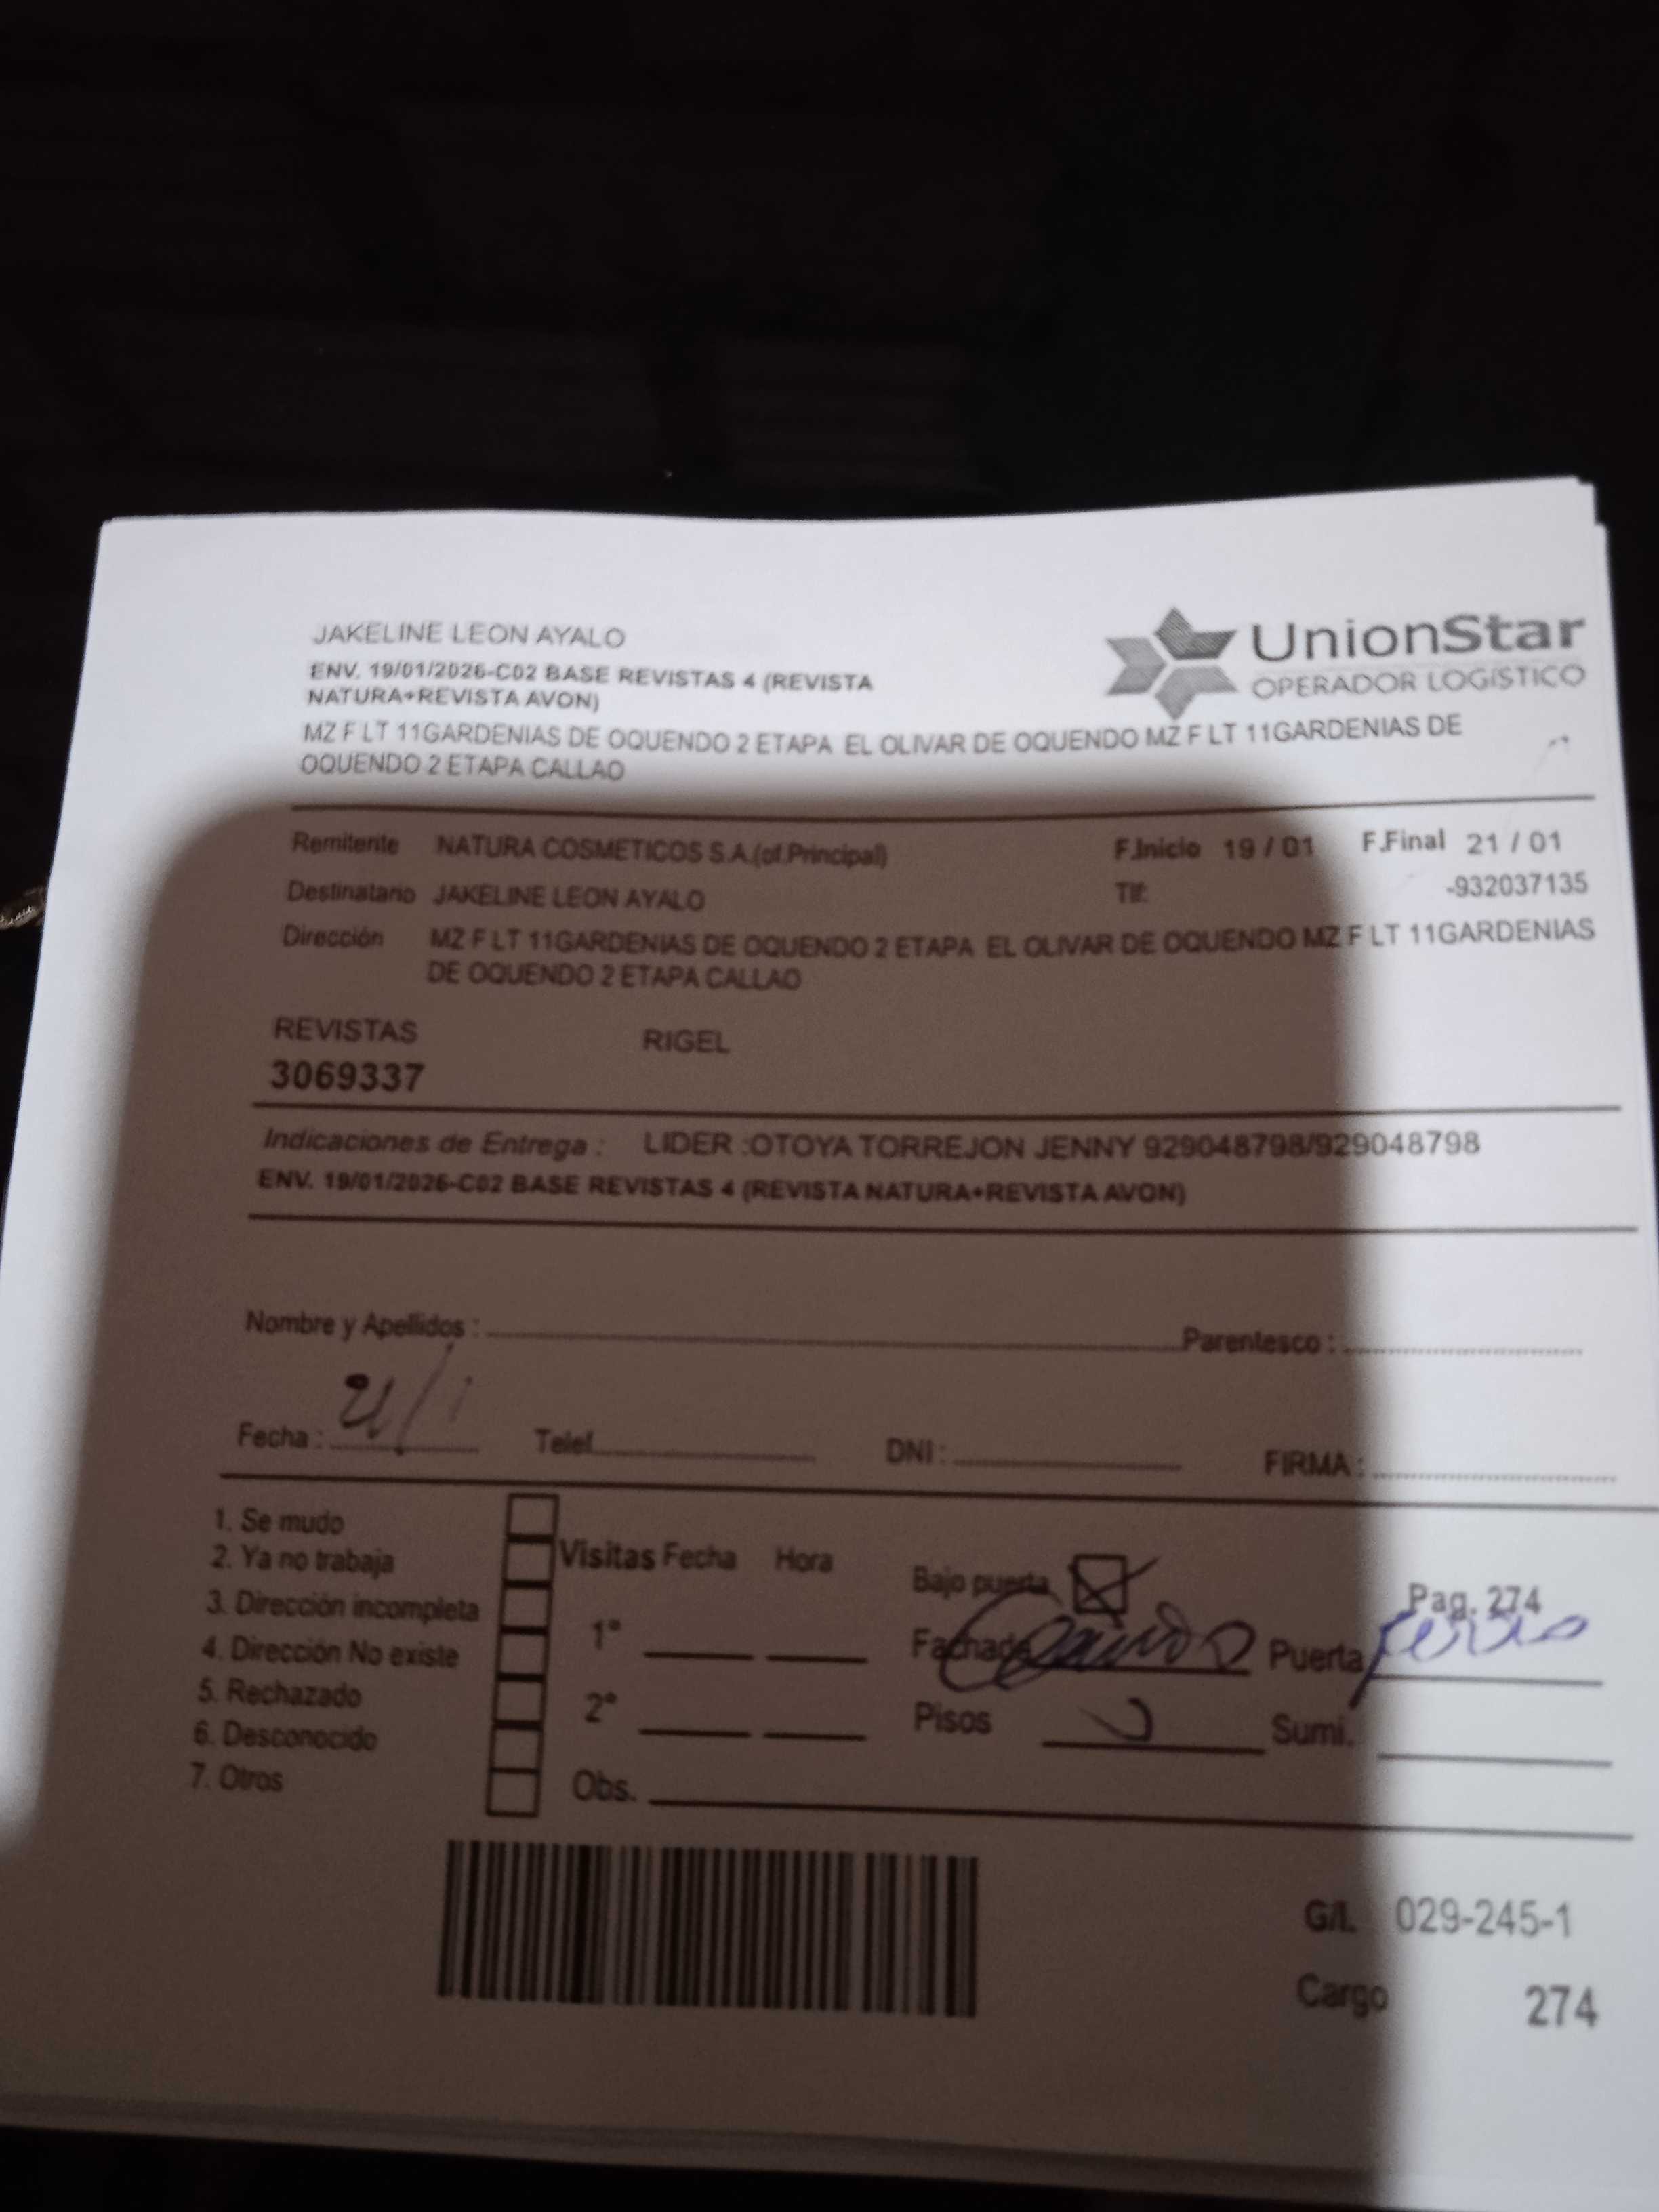 JAKELINE LEON AYALO
UnionStar
OPERADOR LOGÍSTICO
ENV. 19/01/2026-C02 BASE REVISTAS 4 (REVISTA
NATURA+REVISTA AVON)
MZ F LT 11GARDENIAS DE OQUENDO 2 ETAPA EL OLIVAR DE OQUENDO MZ F LT 11GARDENIAS DE
OQUENDO 2 ETAPA CALLAO
Remitente NATURA COSMETICOS S.A.(of.Principal) F.Inicio 19 / 01 F.Final 21 / 01
Destinatario JAKELINE LEON AYALO Tlf: -932037135
Dirección MZ F LT 11GARDENIAS DE OQUENDO 2 ETAPA EL OLIVAR DE OQUENDO MZ F LT 11GARDENIAS
DE OQUENDO 2 ETAPA CALLAO
REVISTAS RIGEL
3069337
Indicaciones de Entrega : LIDER :OTOYA TORREJON JENNY 929048798/929048798
ENV. 19/01/2026-C02 BASE REVISTAS 4 (REVISTA NATURA+REVISTA AVON)
Nombre y Apellidos : Parentesco :
Fecha : 21/1 Telef. DNI : FIRMA :
1. Se mudo
2. Ya no trabaja
3. Dirección incompleta
4. Dirección No existe
5. Rechazado
6. Desconocido
7. Otros
Visitas Fecha Hora
1°
2°
Obs.
Bajo puerta Pag. 274
Fachada Puerta
Pisos Sumi.
G/L 029-245-1
Cargo 274